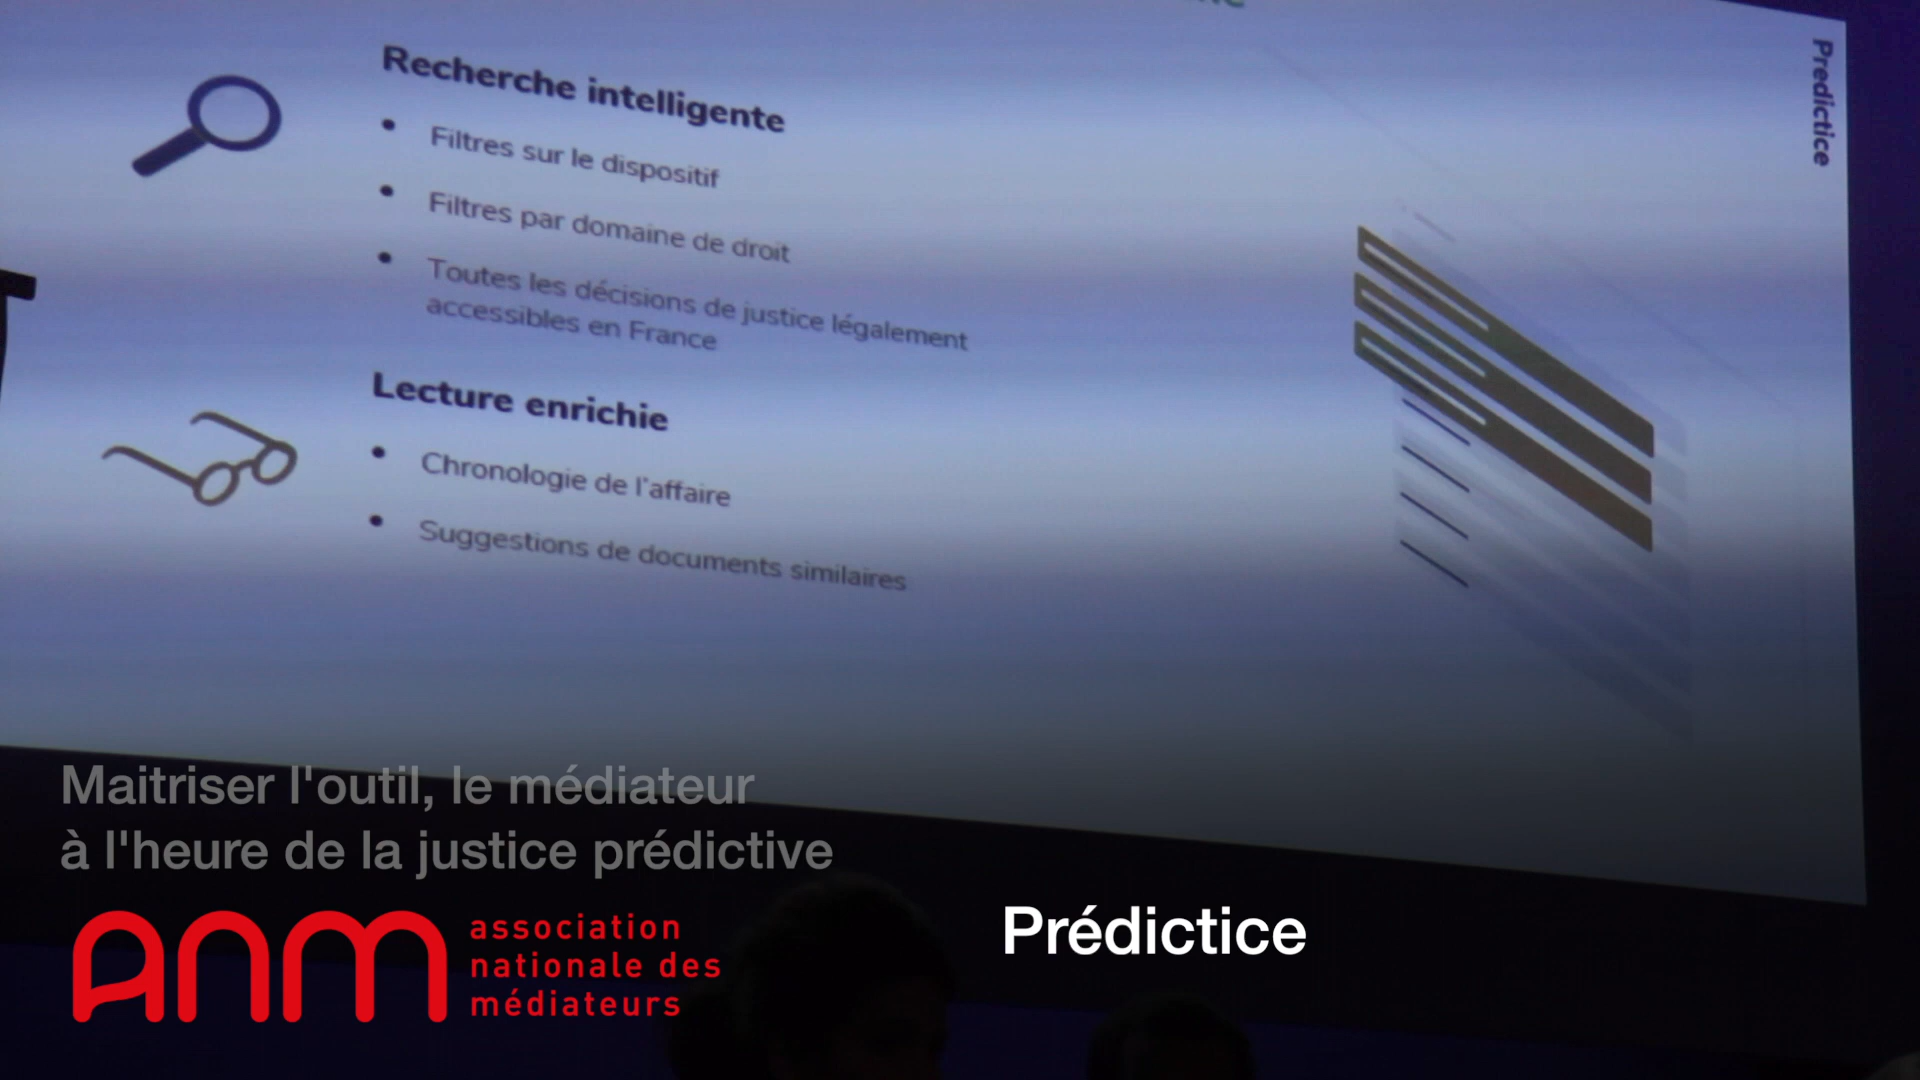 Recherche intelligente
• Filtres sur le dispositif
• Filtres par domaine de droit
• Toutes les décisions de justice légalement
accessibles en France
Lecture enrichie
• Chronologie de l'affaire
• Suggestions de documents similaires
Predictice
Maitriser l'outil, le médiateur
à l'heure de la justice prédictive
anm
association
nationale des
médiateurs
Prédictice